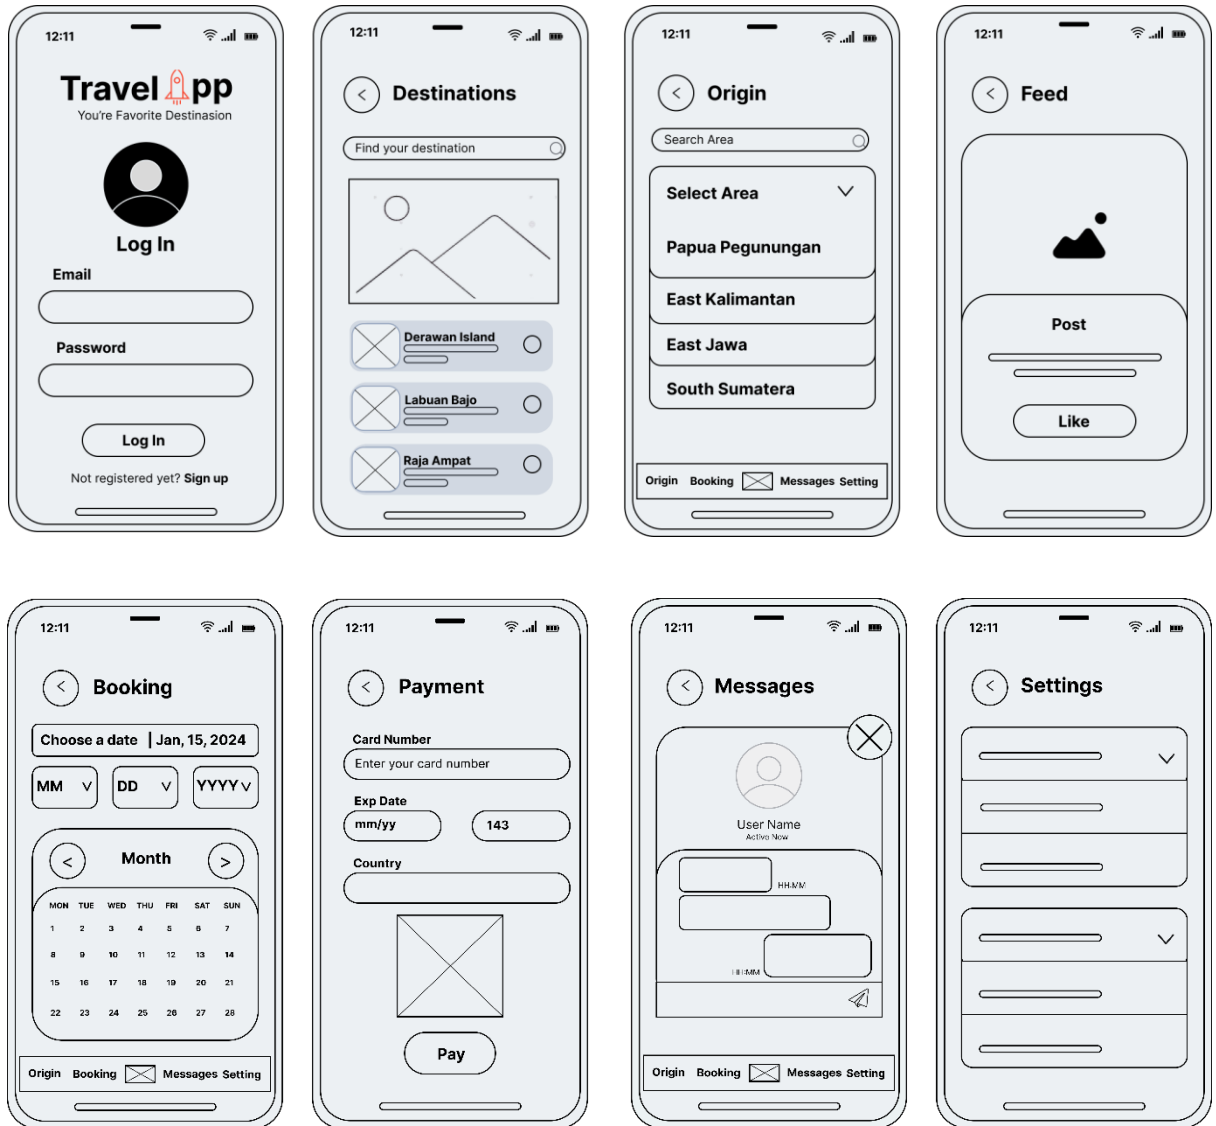 12:11
Travel App
You're Favorite Destinasion
Log In
Email
Password
Log In
Not registered yet? Sign up
12:11
< Destinations
Find your destination
Derawan Island
Labuan Bajo
Raja Ampat
12:11
< Origin
Search Area
Select Area
Papua Pegunungan
East Kalimantan
East Jawa
South Sumatera
Origin Booking Messages Setting
12:11
< Feed
Post
Like
12:11
< Booking
Choose a date | Jan, 15, 2024
MM DD YYYY
< Month >
MON TUE WED THU FRI SAT SUN
1 2 3 4 5 6 7
8 9 10 11 12 13 14
15 16 17 18 19 20 21
22 23 24 25 26 27 28
Origin Booking Messages Setting
12:11
< Payment
Card Number
Enter your card number
Exp Date
mm/yy 143
Country
Pay
12:11
< Messages
User Name
Active Now
HH:MM
HH:MM
Origin Booking Messages Setting
12:11
< Settings